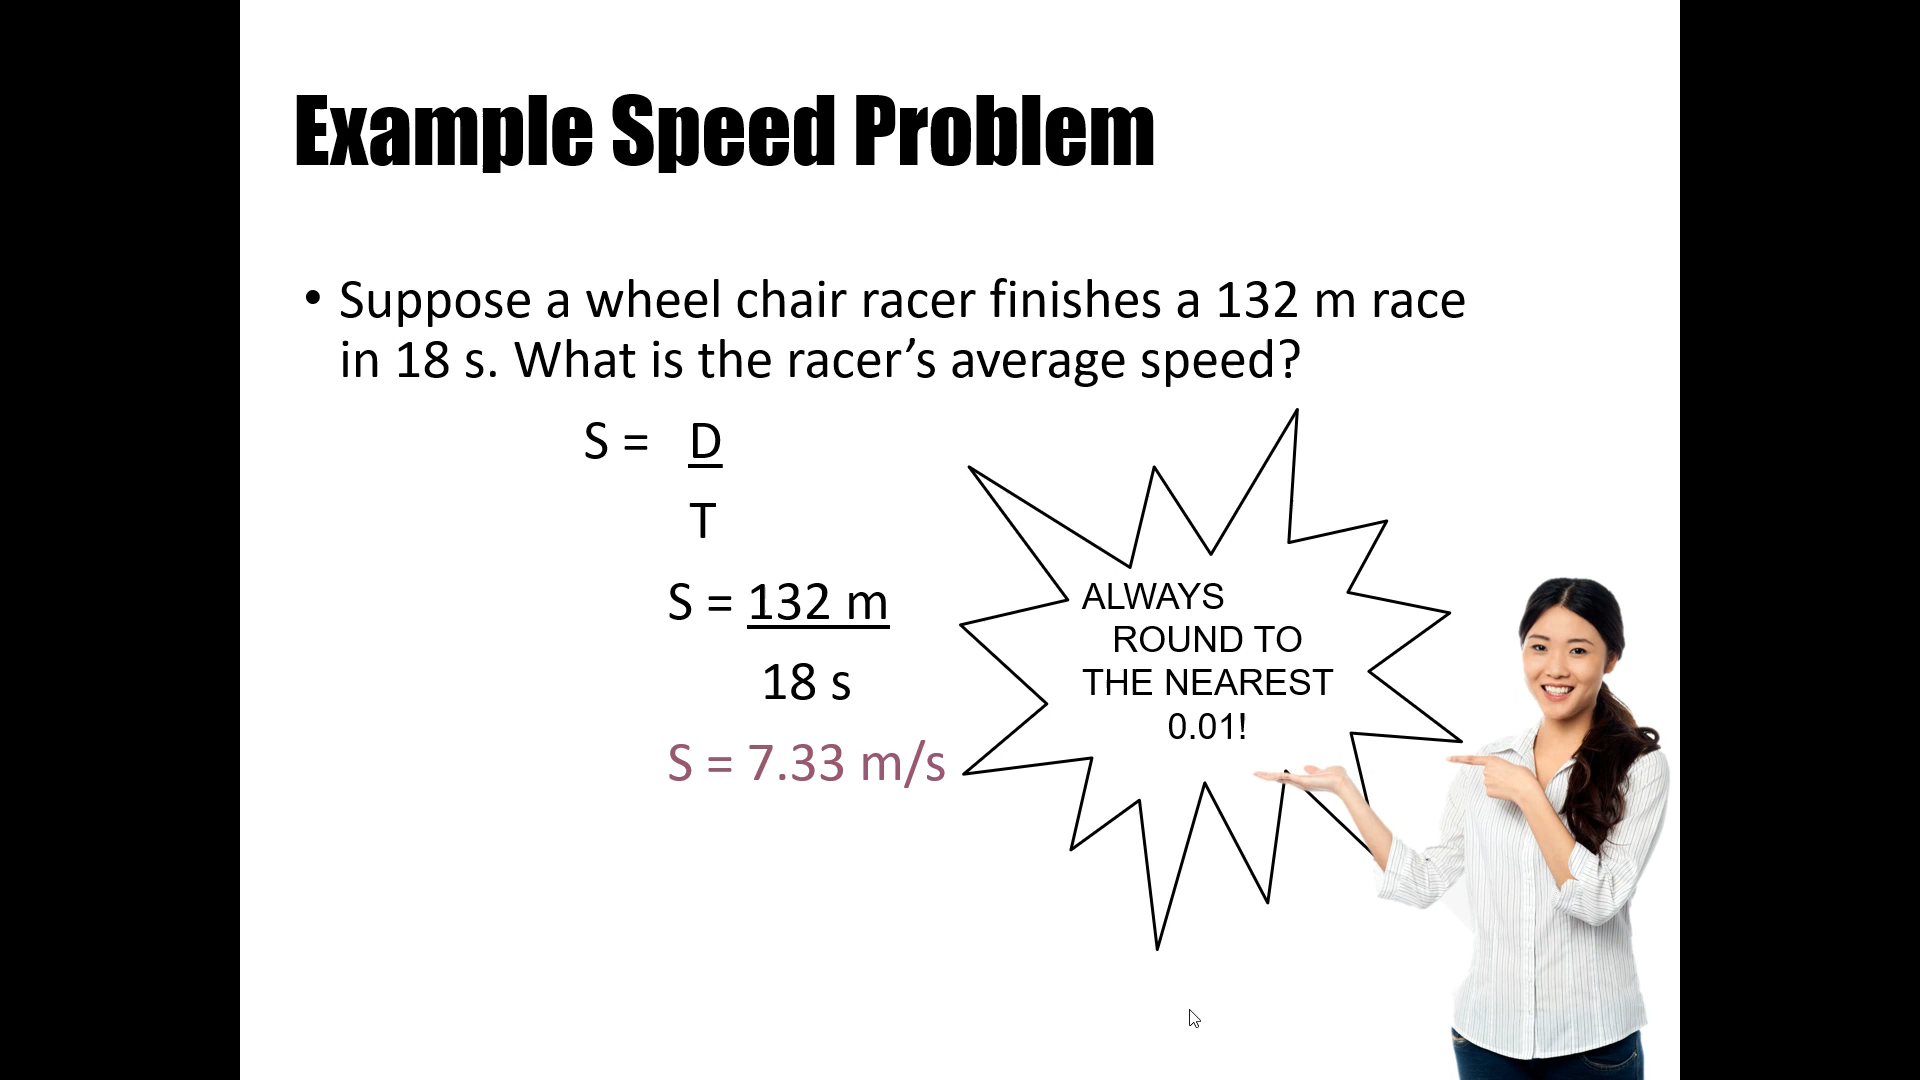 Example Speed Problem
• Suppose a wheel chair racer finishes a 132 m race
in 18 s. What is the racer’s average speed?
S = D
T
S = 132 m
18 s
S = 7.33 m/s
ALWAYS
ROUND TO
THE NEAREST
0.01!